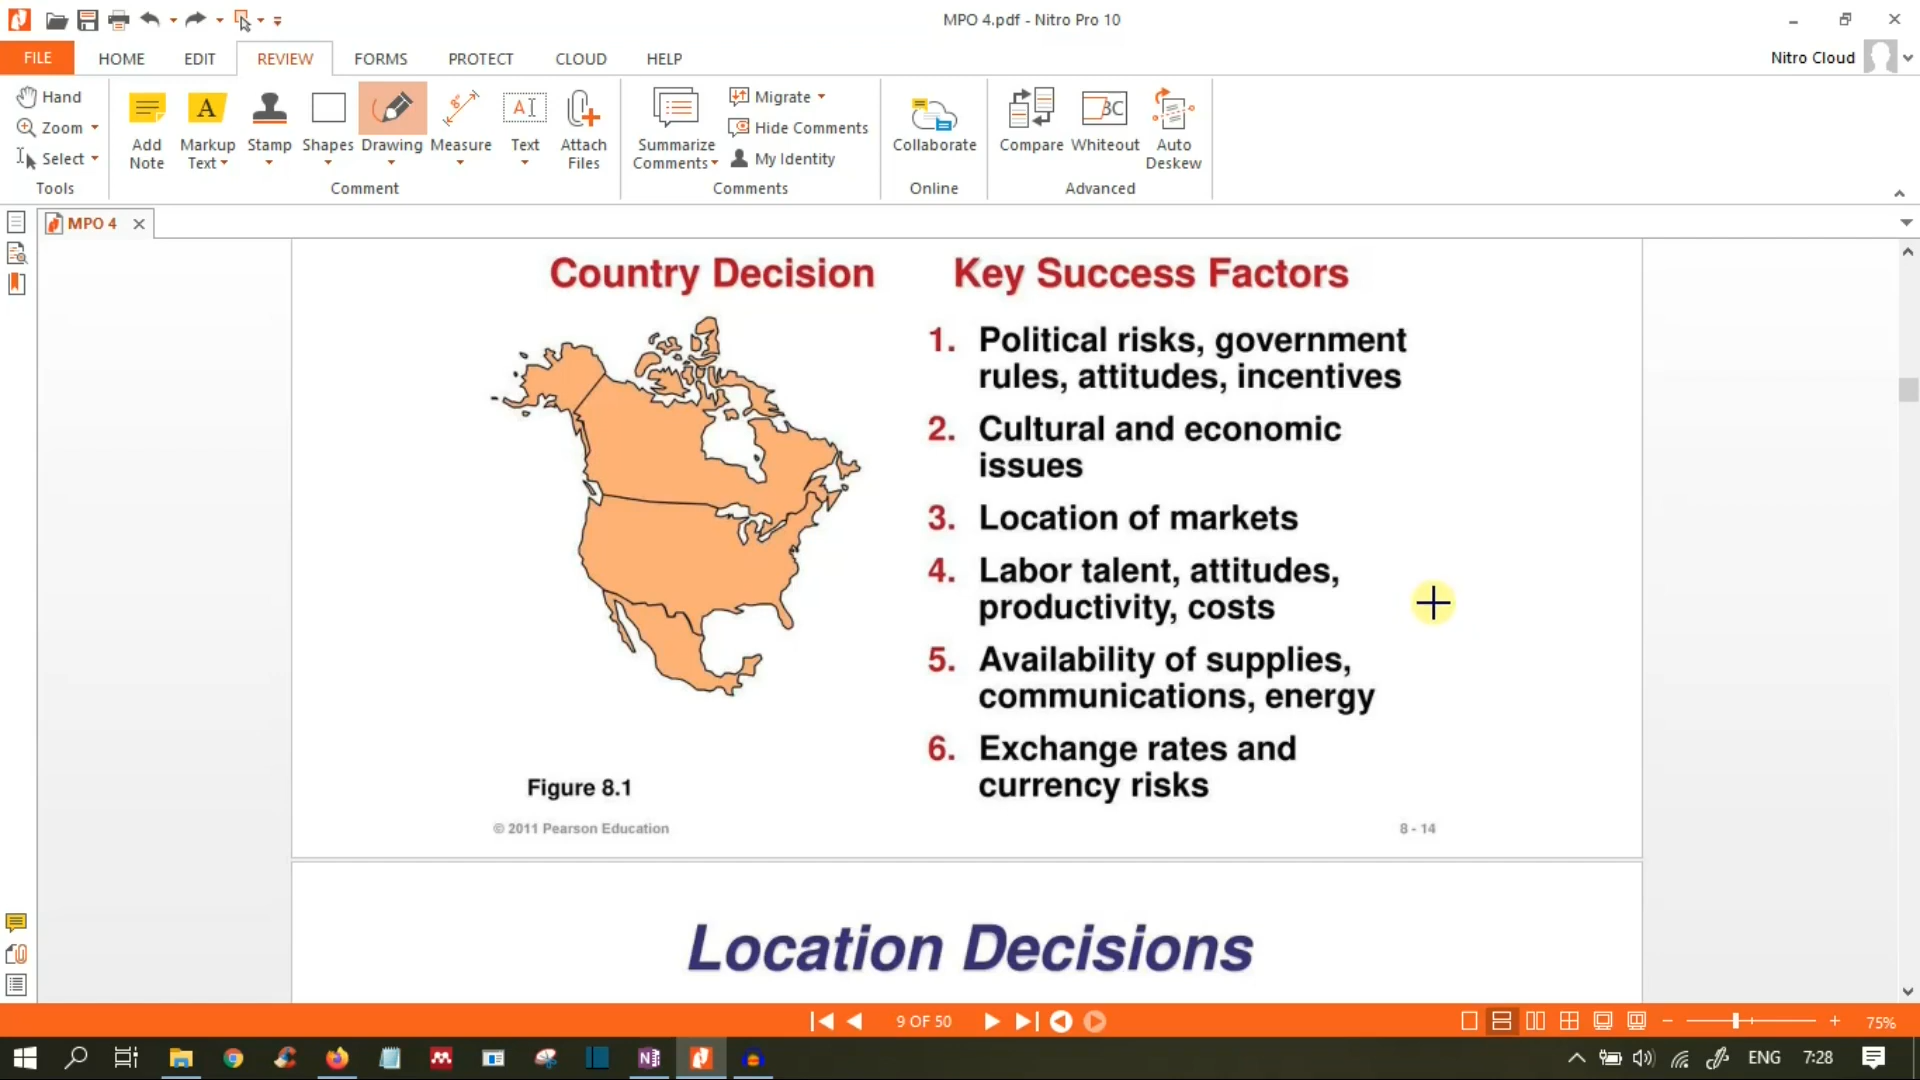 MPO 4.pdf - Nitro Pro 10
FILE
HOME
EDIT
REVIEW
FORMS
PROTECT
CLOUD
HELP
Nitro Cloud
Hand
Zoom
Select
Tools
Add
Note
Markup
Text
Stamp
Shapes
Drawing
Measure
Text
Attach
Files
Comment
Summarize
Comments
Migrate
Hide Comments
My Identity
Comments
Collaborate
Online
Compare
Whiteout
Auto
Deskew
Advanced
MPO 4
Country Decision
Key Success Factors
1. Political risks, government
rules, attitudes, incentives
2. Cultural and economic
issues
3. Location of markets
4. Labor talent, attitudes,
productivity, costs
5. Availability of supplies,
communications, energy
6. Exchange rates and
currency risks
Figure 8.1
© 2011 Pearson Education
8 - 14
Location Decisions
9 OF 50
75%
ENG
7:28